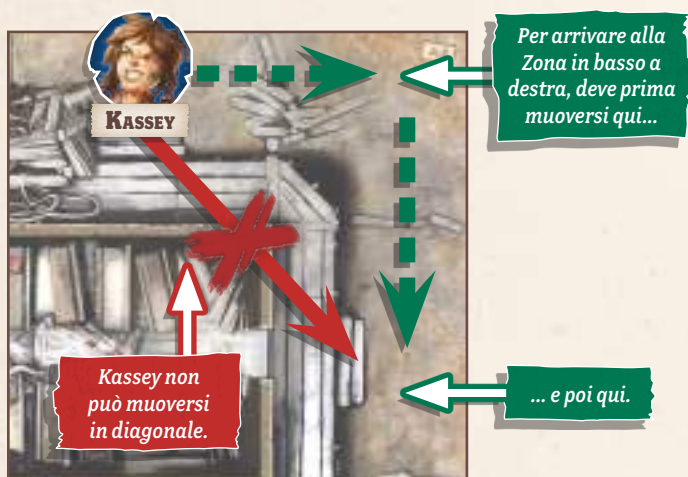 Per arrivare alla
Zona in basso a
destra, deve prima
muoversi qui...
KASSEY
Kassey non
può muoversi
in diagonale.
... e poi qui.